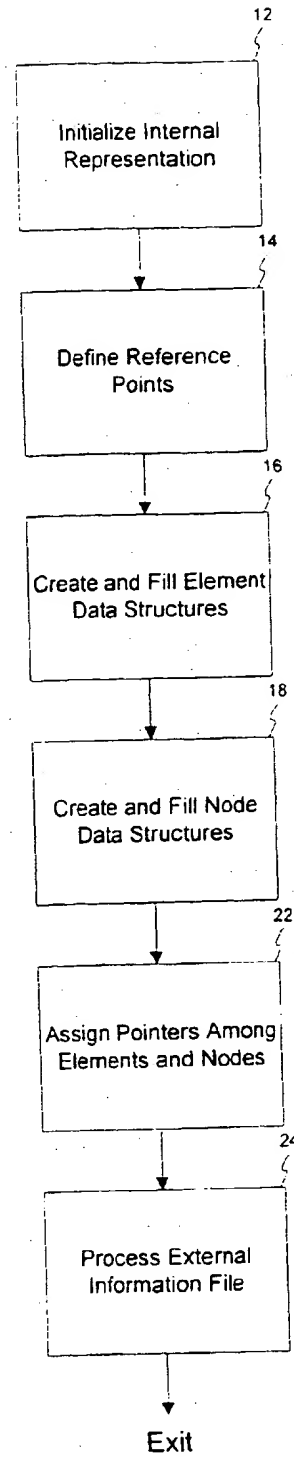 12
Initialize Internal
Representation
14
Define Reference
Points
16
Create and Fill Element
Data Structures
18
Create and Fill Node
Data Structures
22
Assign Pointers Among
Elements and Nodes
24
Process External
Information File
Exit